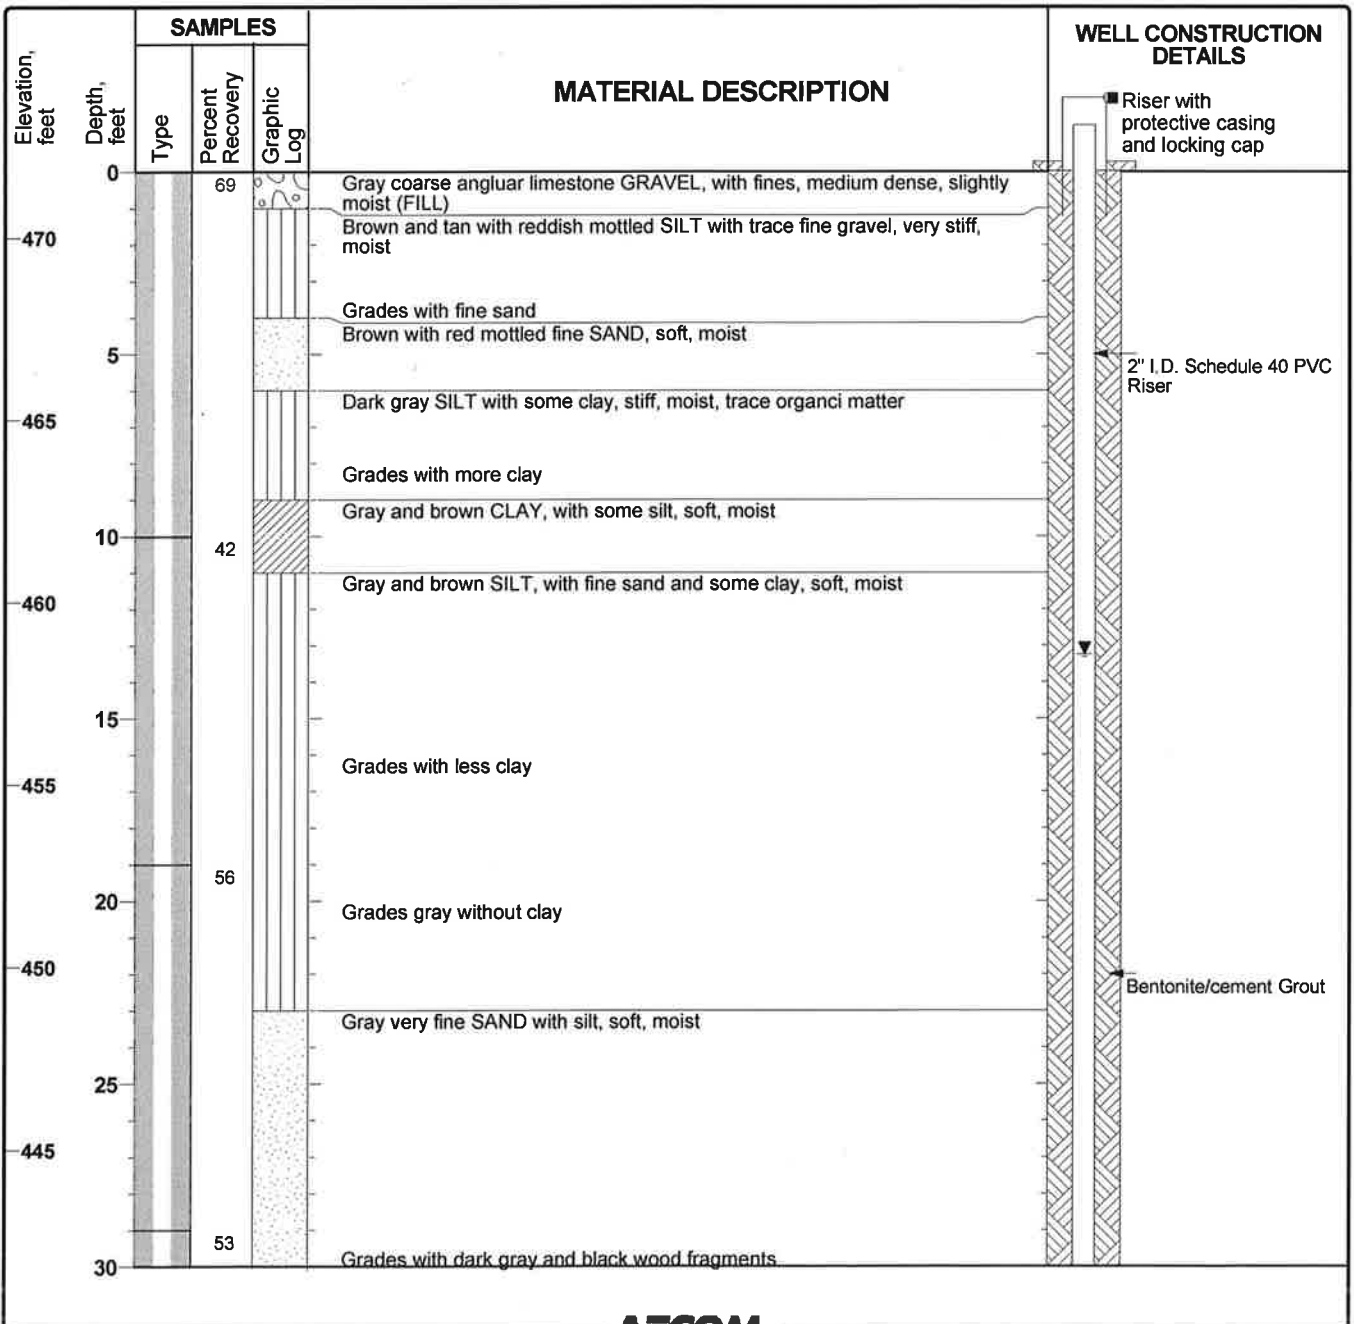 SAMPLES
Elevation,
feet
Depth,
feet
Type
Percent
Recovery
Graphic
Log
MATERIAL DESCRIPTION
WELL CONSTRUCTION
DETAILS
Riser with
protective casing
and locking cap
0
69
Gray coarse angluar limestone GRAVEL, with fines, medium dense, slightly
moist (FILL)
Brown and tan with reddish mottled SILT with trace fine gravel, very stiff,
moist
470
Grades with fine sand
Brown with red mottled fine SAND, soft, moist
5
2" I.D. Schedule 40 PVC
Riser
Dark gray SILT with some clay, stiff, moist, trace organci matter
465
Grades with more clay
Gray and brown CLAY, with some silt, soft, moist
10
42
Gray and brown SILT, with fine sand and some clay, soft, moist
460
15
Grades with less clay
455
56
20
Grades gray without clay
450
Bentonite/cement Grout
Gray very fine SAND with silt, soft, moist
25
445
53
Grades with dark gray and black wood fragments
30
AECOM